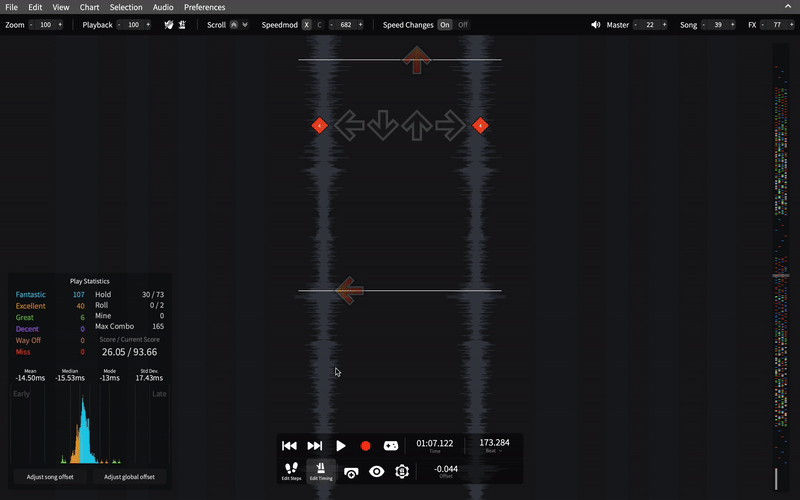 File Edit View Chart Selection Audio Preferences
Zoom - 100 + Playback - 100 + Scroll Speedmod X C - 682 + Speed Changes On Off Master - 22 + Song - 39 + FX - 77 +
4 4
Play Statistics
Fantastic 107 Hold 30 / 73
Excellent 40 Roll 0 / 2
Great 6 Mine 0
Decent 0 Max Combo 165
Way Off 0 Score / Current Score
Miss 0 26.05 / 93.66
Mean Median Mode Std Dev.
-14.50ms -15.53ms -13ms 17.43ms
Early Late
Adjust song offset Adjust global offset
01:07.122 173.284
Time Beat
-0.044
Edit Steps Edit Timing Offset